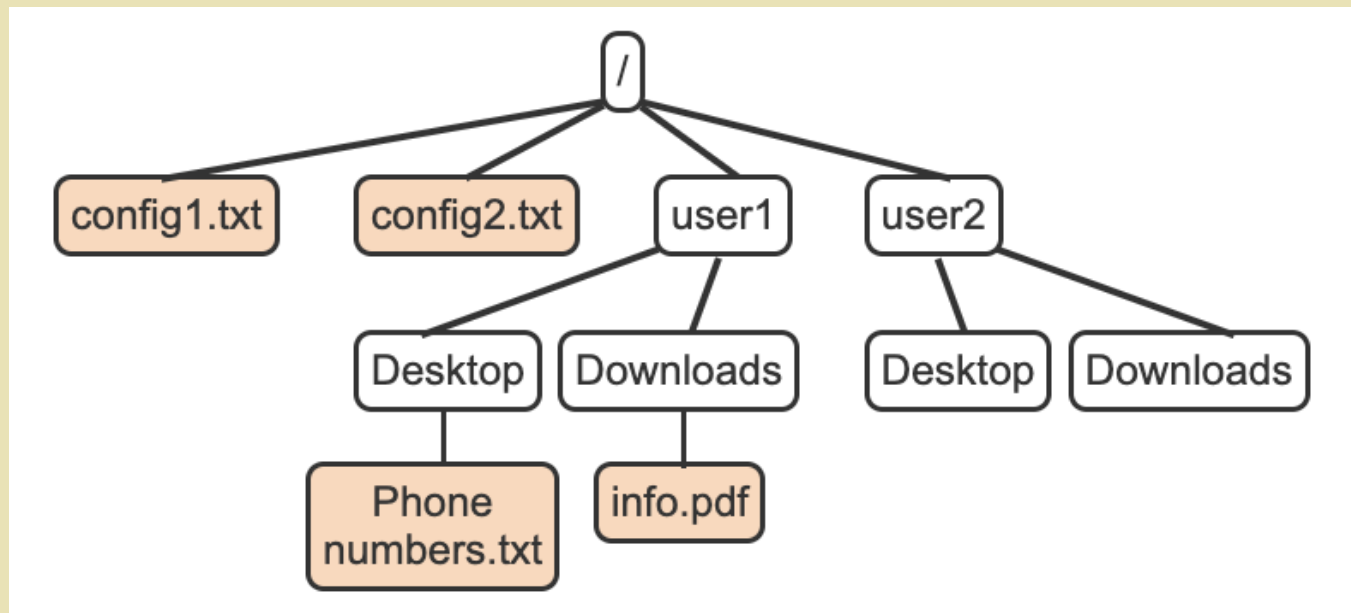 /
config1.txt
config2.txt
user1
user2
Desktop
Downloads
Desktop
Downloads
Phone
numbers.txt
info.pdf